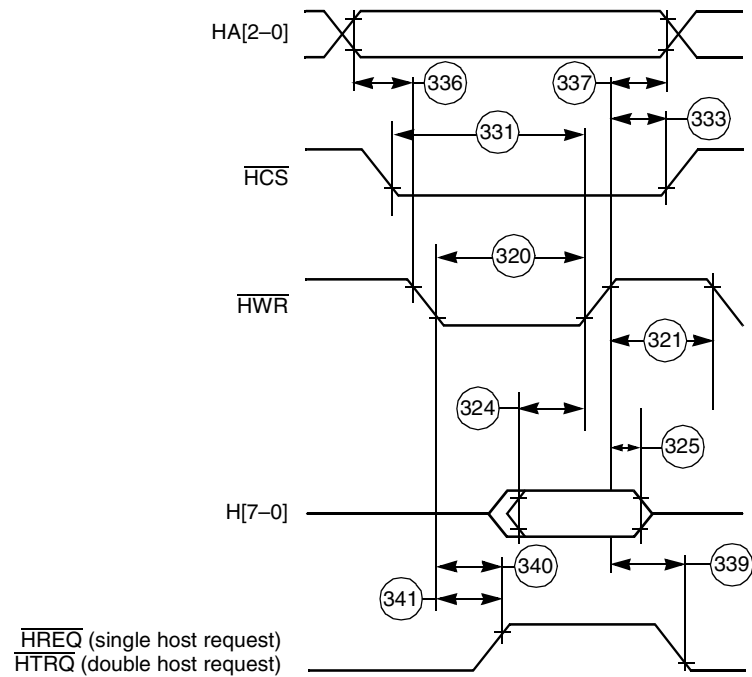 HA[2–0]
336
337
333
331
HCS
320
HWR
321
324
325
H[7–0]
340
339
341
HREQ (single host request)
HTRQ (double host request)